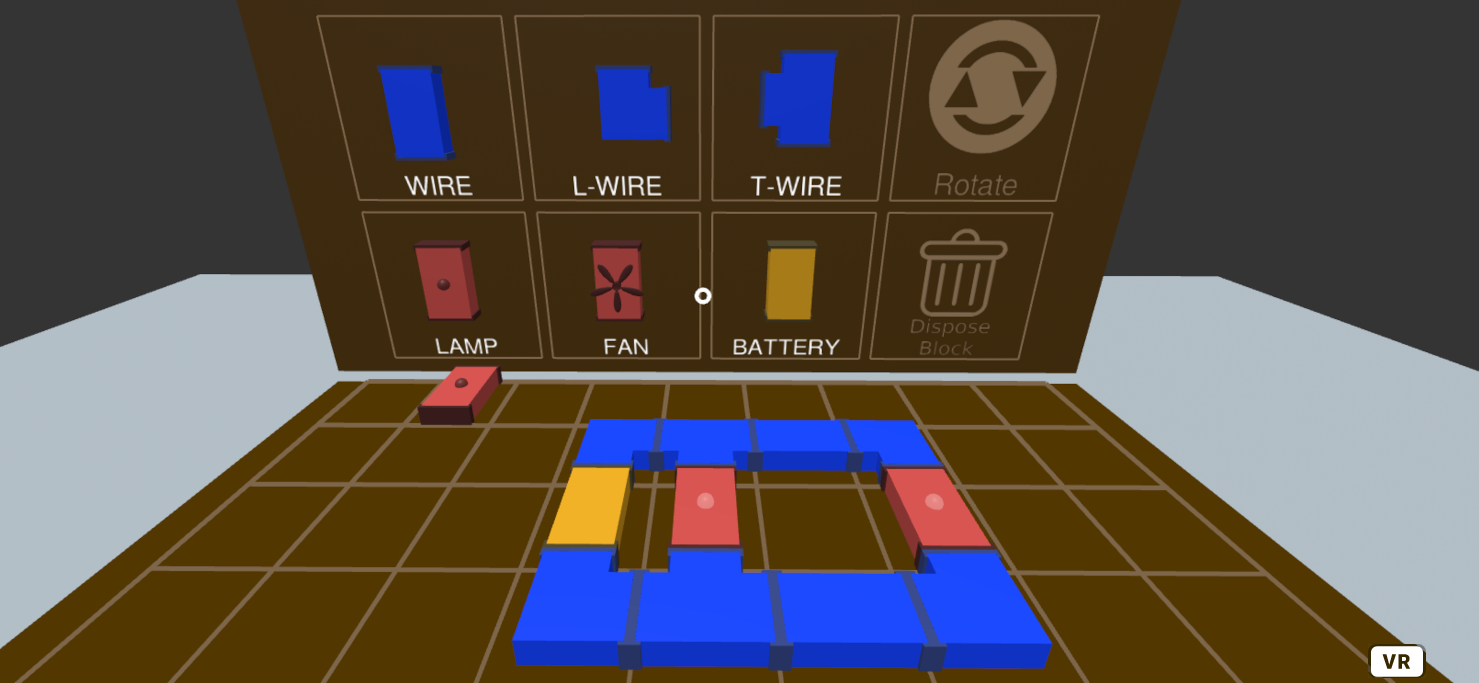 WIRE
L-WIRE
T-WIRE
Rotate
LAMP
FAN
BATTERY
Dispose
Block
VR